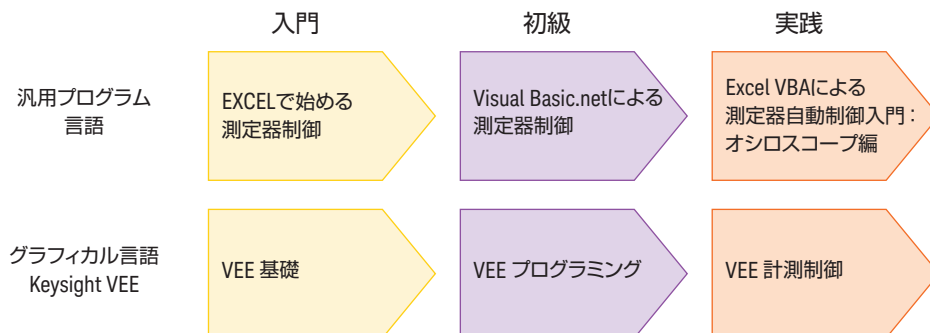 入門
初級
実践
汎用プログラム
言語
EXCELで始める
測定器制御
Visual Basic.netによる
測定器制御
Excel VBAIによる
測定器自動制御入門：
オシロスコープ編
グラフィカル言語
Keysight VEE
VEE 基礎
VEE プログラミング
VEE 計測制御